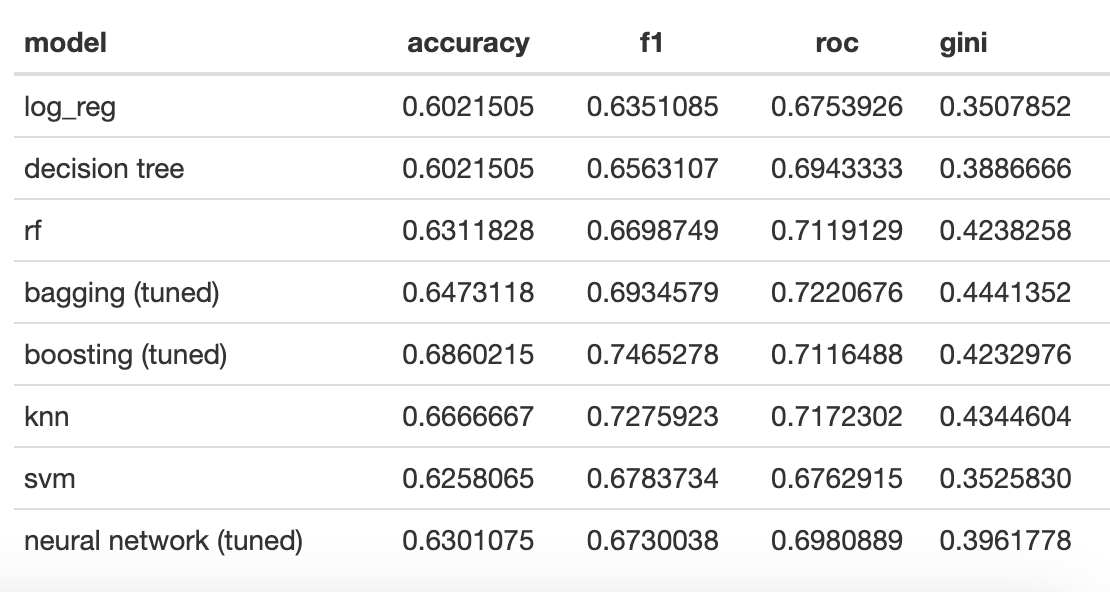 model accuracy f1 roc gini
log_reg 0.6021505 0.6351085 0.6753926 0.3507852
decision tree 0.6021505 0.6563107 0.6943333 0.3886666
rf 0.6311828 0.6698749 0.7119129 0.4238258
bagging (tuned) 0.6473118 0.6934579 0.7220676 0.4441352
boosting (tuned) 0.6860215 0.7465278 0.7116488 0.4232976
knn 0.6666667 0.7275923 0.7172302 0.4344604
svm 0.6258065 0.6783734 0.6762915 0.3525830
neural network (tuned) 0.6301075 0.6730038 0.6980889 0.3961778